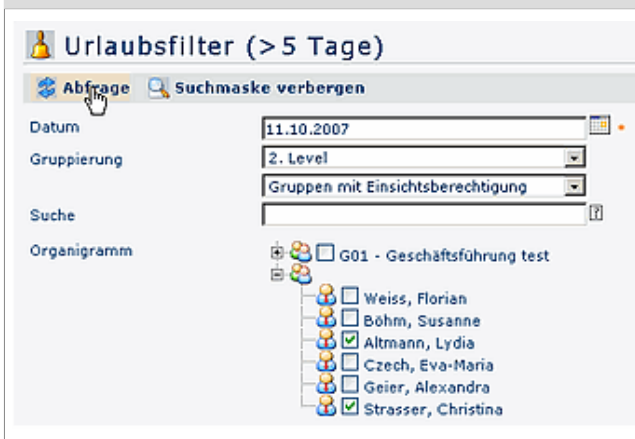 Urlaubsfilter (>5 Tage)
Abfrage Suchmaske verbergen
Datum 11.10.2007
Gruppierung 2. Level
Gruppen mit Einsichtsberechtigung
Suche ?
Organigramm G01 - Geschäftsführung test
Weiss, Florian
Böhm, Susanne
Altmann, Lydia
Czech, Eva-Maria
Geier, Alexandra
Strasser, Christina